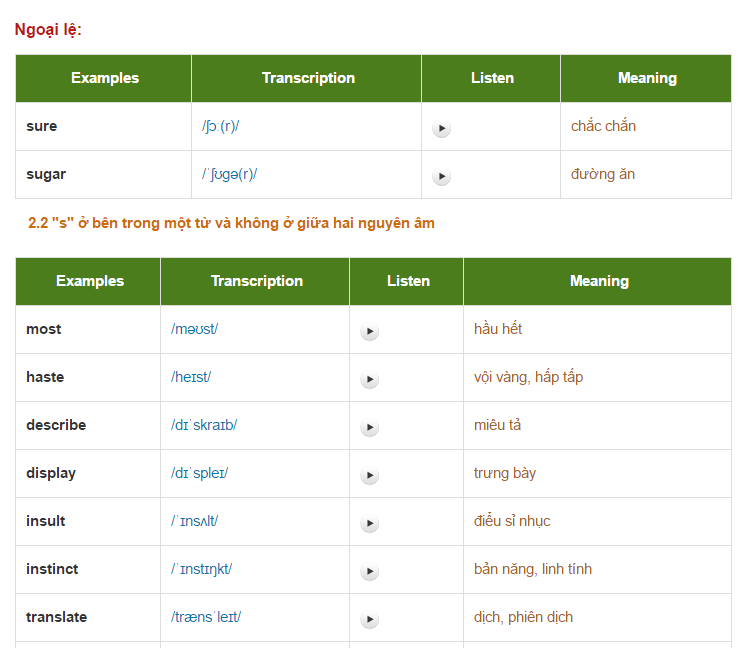 Ngoại lệ:
Examples Transcription Listen Meaning
sure /ʃɔː(r)/ chắc chắn
sugar /ˈʃʊgə(r)/ đường ăn
2.2 "s" ở bên trong một từ và không ở giữa hai nguyên âm
Examples Transcription Listen Meaning
most /məʊst/ hầu hết
haste /heɪst/ vội vàng, hấp tấp
describe /dɪˈskraɪb/ miêu tả
display /dɪˈspleɪ/ trưng bày
insult /ˈɪnsʌlt/ điểu sỉ nhục
instinct /ˈɪnstɪŋkt/ bản năng, linh tính
translate /trænsˈleɪt/ dịch, phiên dịch